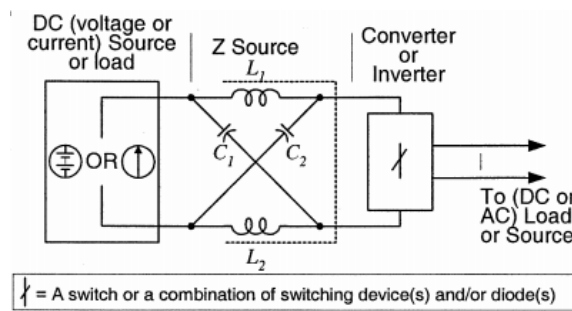 DC (voltage or
current) Source
or load
Z Source
Converter
or
Inverter
L1
C1
C2
OR
L2
To (DC or
AC) Load
or Source
= A switch or a combination of switching device(s) and/or diode(s)